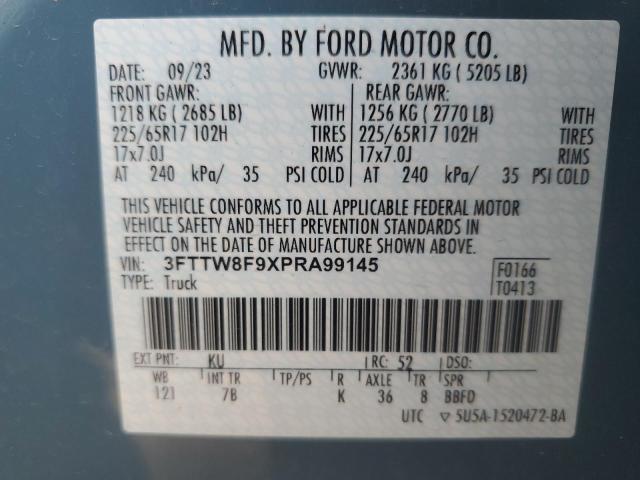 MFD. BY FORD MOTOR CO.
DATE: 09/23 GVWR: 2361 KG ( 5205 LB)
FRONT GAWR: REAR GAWR:
1218 KG ( 2685 LB) WITH 1256 KG ( 2770 LB) WITH
225/65R17 102H TIRES 225/65R17 102H TIRES
17x7.0J RIMS 17x7.0J RIMS
AT 240 kPa/ 35 PSI COLD AT 240 kPa/ 35 PSI COLD
THIS VEHICLE CONFORMS TO ALL APPLICABLE FEDERAL MOTOR
VEHICLE SAFETY AND THEFT PREVENTION STANDARDS IN
EFFECT ON THE DATE OF MANUFACTURE SHOWN ABOVE.
VIN: 3FTTW8F9XPRA99145 F0166
TYPE: Truck T0413
EXT PNT: KU RC: 52 DSO:
WB INT TR TP/PS R AXLE TR SPR
121 7B K 36 8 BBFD
UTC ▽ 5U5A-1520472-BA